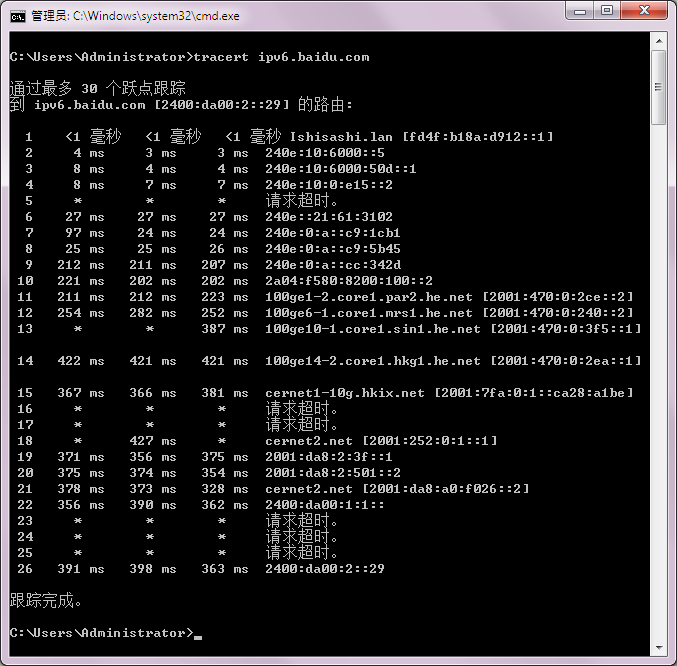 管理员: C:\Windows\system32\cmd.exe
C:\Users\Administrator>tracert ipv6.baidu.com
通过最多 30 个跃点跟踪
到 ipv6.baidu.com [2400:da00:2::29] 的路由:
1 <1 毫秒 <1 毫秒 <1 毫秒 Ishisashi.lan [fd4f:b18a:d912::1]
2 4 ms 3 ms 3 ms 240e:10:6000::5
3 8 ms 4 ms 4 ms 240e:10:6000:50d::1
4 8 ms 7 ms 7 ms 240e:10:0:e15::2
5 * * * 请求超时。
6 27 ms 27 ms 27 ms 240e::21:61:3102
7 97 ms 24 ms 24 ms 240e:0:a::c9:1cb1
8 25 ms 25 ms 26 ms 240e:0:a::c9:5b45
9 212 ms 211 ms 207 ms 240e:0:a::cc:342d
10 221 ms 202 ms 202 ms 2a04:f580:8200:100::2
11 211 ms 212 ms 223 ms 100ge1-2.core1.par2.he.net [2001:470:0:2ce::2]
12 254 ms 282 ms 252 ms 100ge6-1.core1.mrs1.he.net [2001:470:0:240::2]
13 * * 387 ms 100ge10-1.core1.sin1.he.net [2001:470:0:3f5::1]
14 422 ms 421 ms 421 ms 100ge14-2.core1.hkg1.he.net [2001:470:0:2ea::1]
15 367 ms 366 ms 381 ms cernet1-10g.hkix.net [2001:7fa:0:1::ca28:a1be]
16 * * * 请求超时。
17 * * * 请求超时。
18 * 427 ms * cernet2.net [2001:252:0:1::1]
19 371 ms 356 ms 375 ms 2001:da8:2:3f::1
20 375 ms 374 ms 354 ms 2001:da8:2:501::2
21 378 ms 373 ms 328 ms cernet2.net [2001:da8:a0:f026::2]
22 356 ms 390 ms 362 ms 2400:da00:1:1::
23 * * * 请求超时。
24 * * * 请求超时。
25 * * * 请求超时。
26 391 ms 398 ms 363 ms 2400:da00:2::29
跟踪完成。
C:\Users\Administrator>_